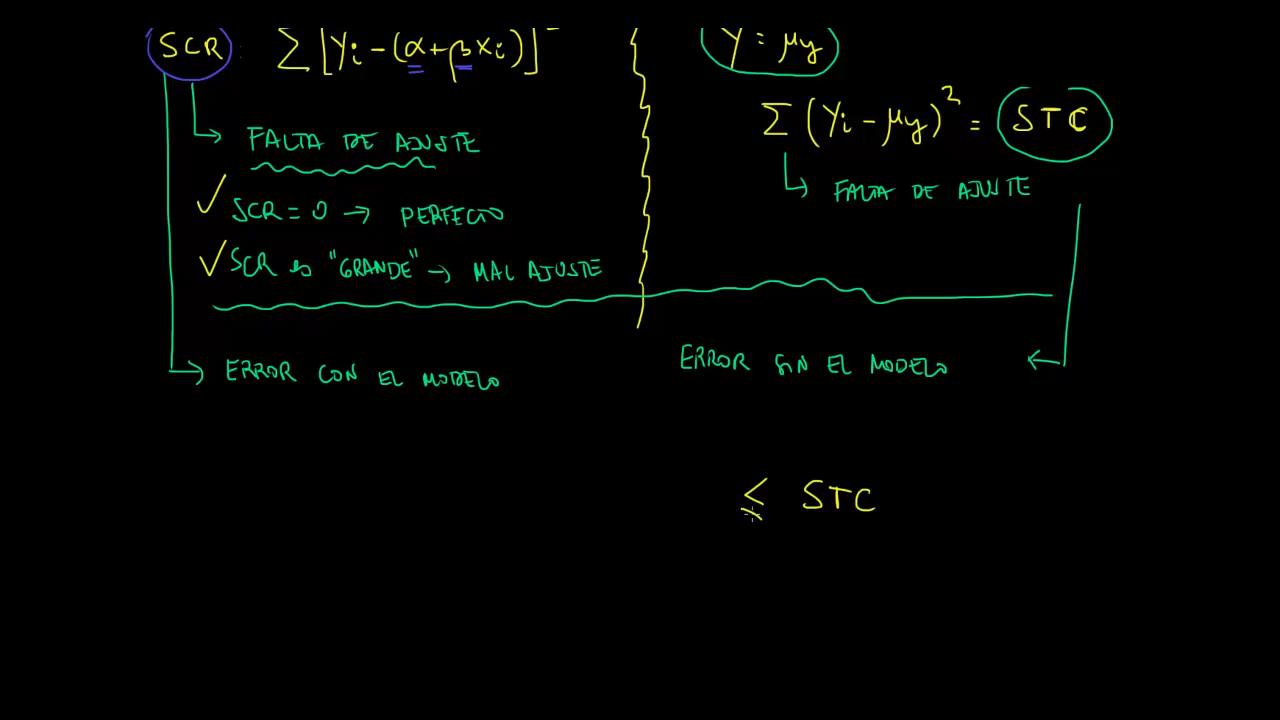 SCR: Σ [Yi - (α + βxi)]
FALTA DE AJUSTE
✓ SCR = 0 → PERFECTO
✓ SCR es "GRANDE" → MAL AJUSTE
ERROR CON EL MODELO
Y = μy
Σ (Yi - μy)² = STC
FALTA DE AJUSTE
ERROR SIN EL MODELO
≤ STC